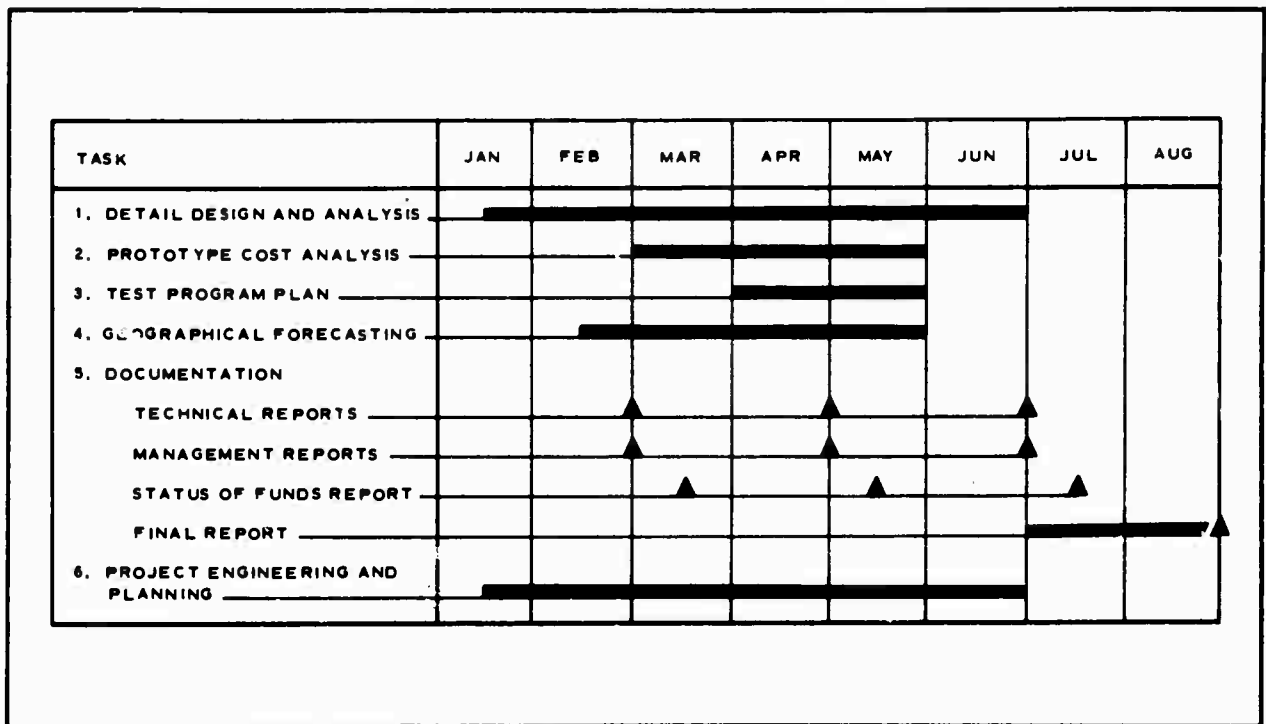 TASK JAN FEB MAR APR MAY JUN JUL AUG
1. DETAIL DESIGN AND ANALYSIS
2. PROTOTYPE COST ANALYSIS
3. TEST PROGRAM PLAN
4. GEOGRAPHICAL FORECASTING
5. DOCUMENTATION
TECHNICAL REPORTS
MANAGEMENT REPORTS
STATUS OF FUNDS REPORT
FINAL REPORT
6. PROJECT ENGINEERING AND
PLANNING